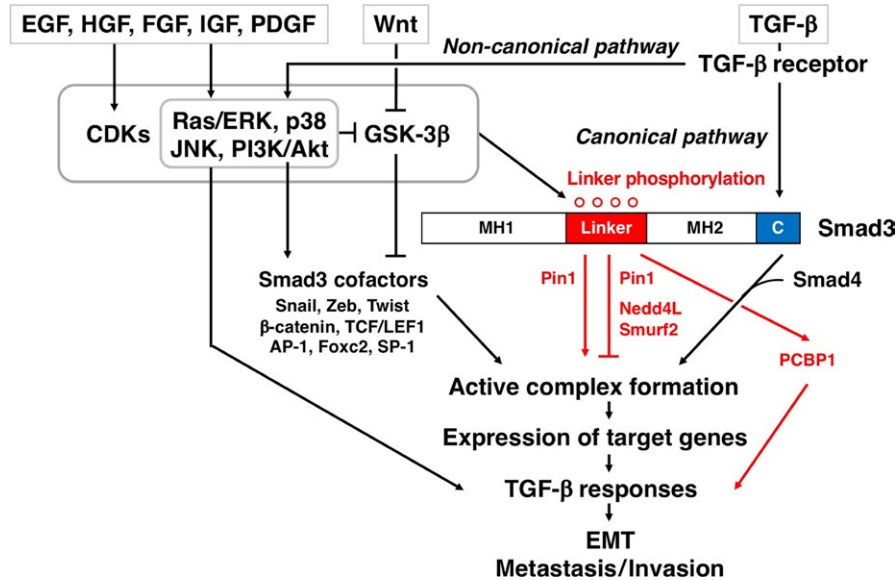 EGF, HGF, FGF, IGF, PDGF
Wnt
TGF-β
Non-canonical pathway
TGF-β receptor
CDKs
Ras/ERK, p38
JNK, PI3K/Akt
GSK-3β
Canonical pathway
Linker phosphorylation
MH1
Linker
MH2
C
Smad3
Smad3 cofactors
Snail, Zeb, Twist
β-catenin, TCF/LEF1
AP-1, Foxc2, SP-1
Pin1
Pin1
Nedd4L
Smurf2
Smad4
PCBP1
Active complex formation
Expression of target genes
TGF-β responses
EMT
Metastasis/Invasion